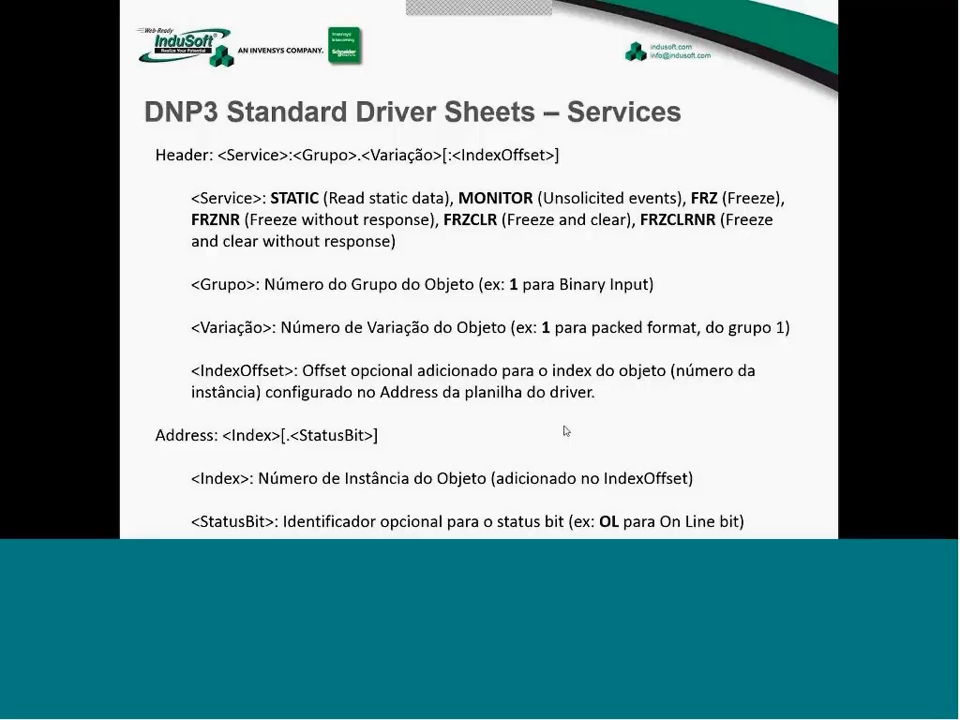 Web Ready
InduSoft
Realize Your Potential
AN INVENSYS COMPANY.
Schneider
indusoft.com
info@indusoft.com
DNP3 Standard Driver Sheets – Services
Header: <Service>:<Grupo>.<Variação>[:<IndexOffset>]
<Service>: STATIC (Read static data), MONITOR (Unsolicited events), FRZ (Freeze),
FRZNR (Freeze without response), FRZCLR (Freeze and clear), FRZCLRNR (Freeze
and clear without response)
<Grupo>: Número do Grupo do Objeto (ex: 1 para Binary Input)
<Variação>: Número de Variação do Objeto (ex: 1 para packed format, do grupo 1)
<IndexOffset>: Offset opcional adicionado para o index do objeto (número da
instância) configurado no Address da planilha do driver.
Address: <Index>[.<StatusBit>]
<Index>: Número de Instância do Objeto (adicionado no IndexOffset)
<StatusBit>: Identificador opcional para o status bit (ex: OL para On Line bit)